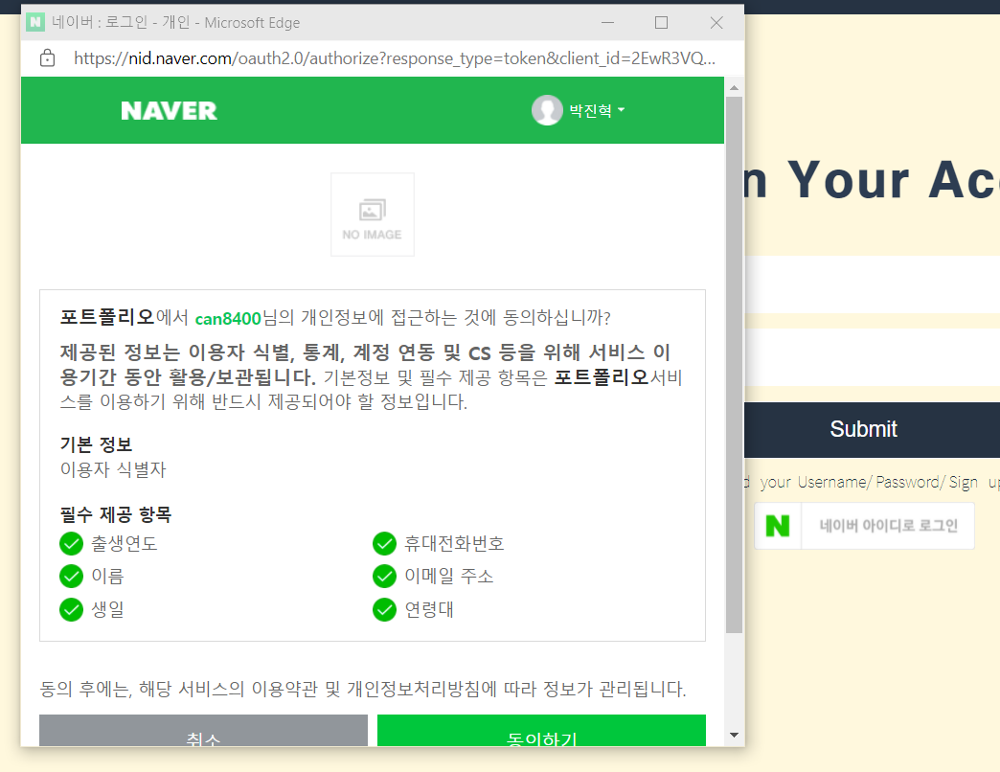 네이버 : 로그인 - 개인 - Microsoft Edge
https://nid.naver.com/oauth2.0/authorize?response_type=token&client_id=2EwR3VQ...
NAVER
박진혁
NO IMAGE
포트폴리오에서 can8400님의 개인정보에 접근하는 것에 동의하십니까?
제공된 정보는 이용자 식별, 통계, 계정 연동 및 CS 등을 위해 서비스 이
용기간 동안 활용/보관됩니다. 기본정보 및 필수 제공 항목은 포트폴리오서비
스를 이용하기 위해 반드시 제공되어야 할 정보입니다.
기본 정보
이용자 식별자
필수 제공 항목
출생연도
휴대전화번호
이름
이메일 주소
생일
연령대
동의 후에는, 해당 서비스의 이용약관 및 개인정보처리방침에 따라 정보가 관리됩니다.
취소
동의하기
n Your Acc
Submit
d your Username/ Password/ Sign up
N 네이버 아이디로 로그인